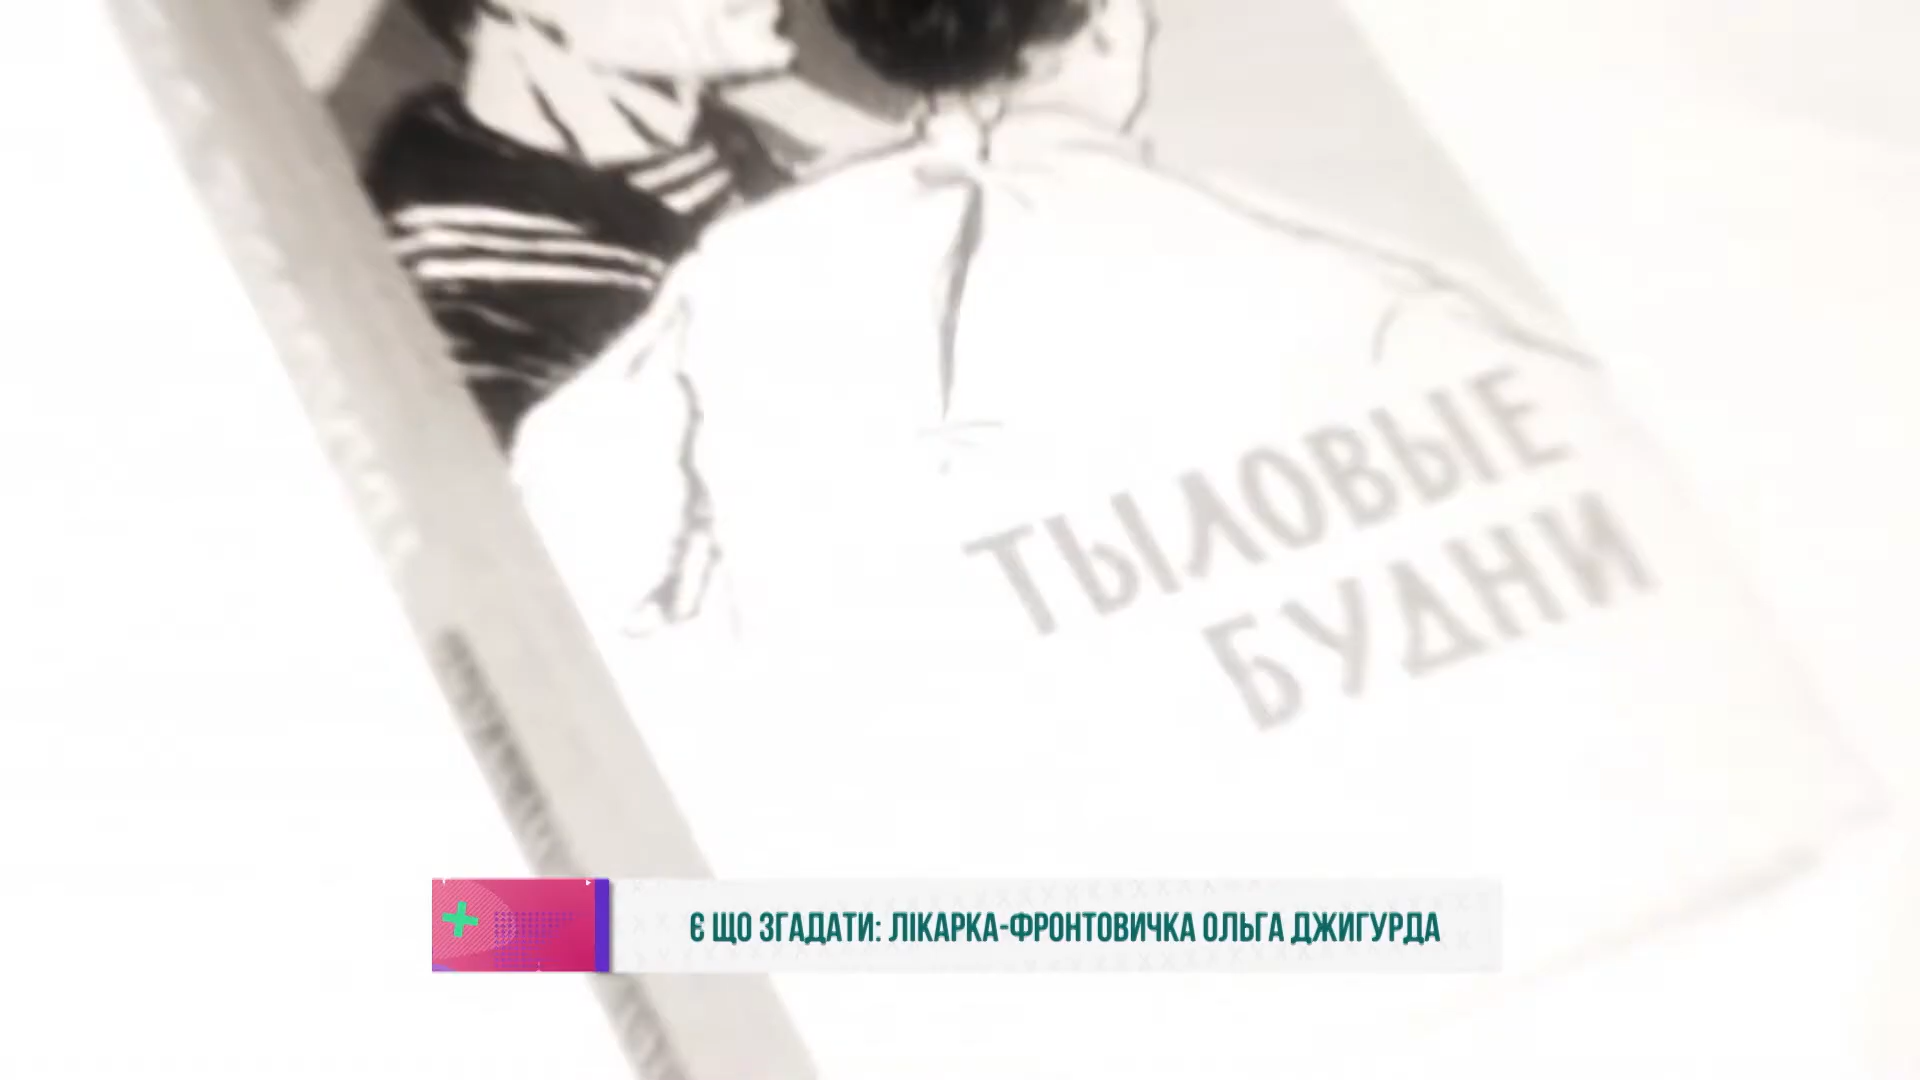 ТЫЛОВЫЕ
БУДНИ
Є ЩО ЗГАДАТИ: ЛІКАРКА-ФРОНТОВИЧКА ОЛЬГА ДЖИГУРДА